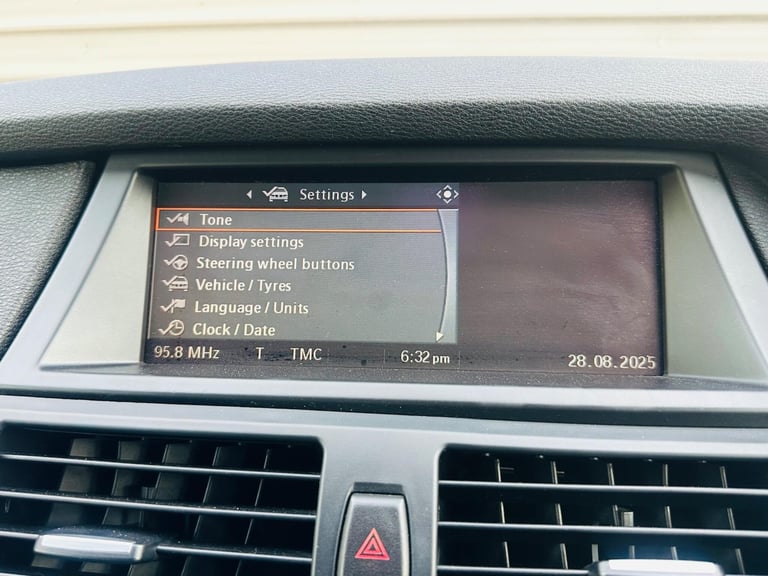 Settings
Tone
Display settings
Steering wheel buttons
Vehicle / Tyres
Language / Units
Clock / Date
95.8 MHz T TMC 6:32 pm 28.08.2025